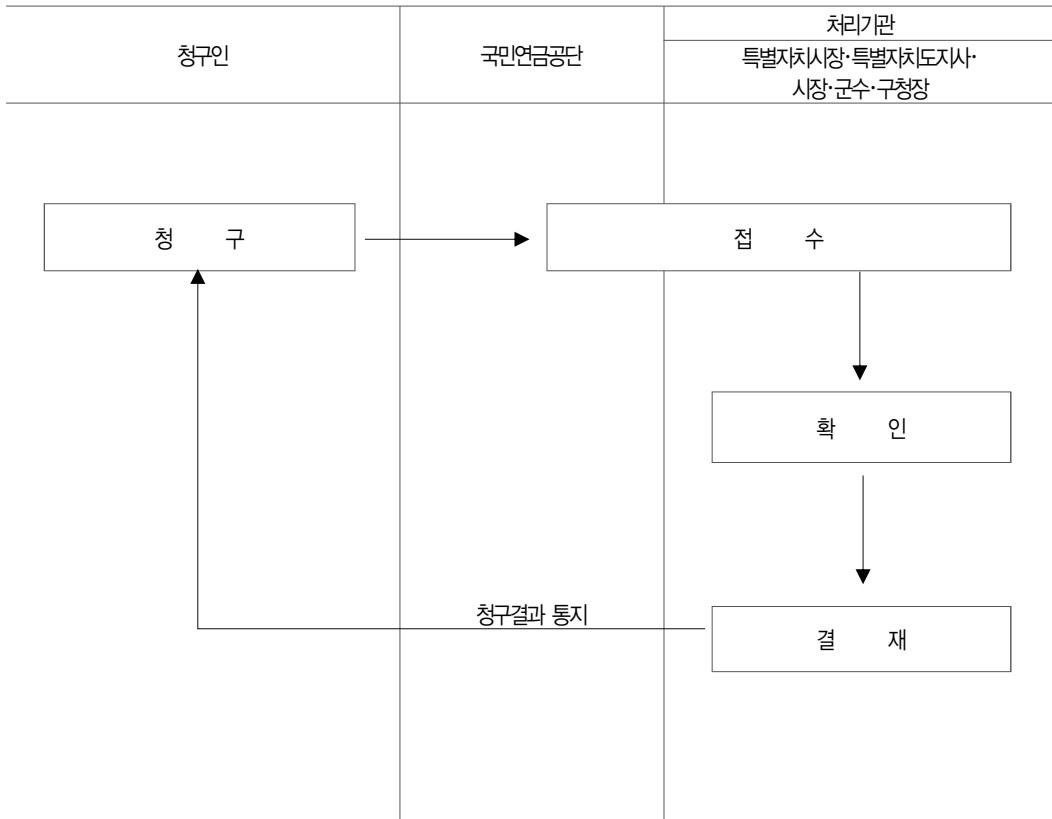 청구인
국민연금공단
처리기관
특별자치시장·특별자치도지사·
시장·군수·구청장
청 구
접 수
확 인
청구결과 통지
결 재